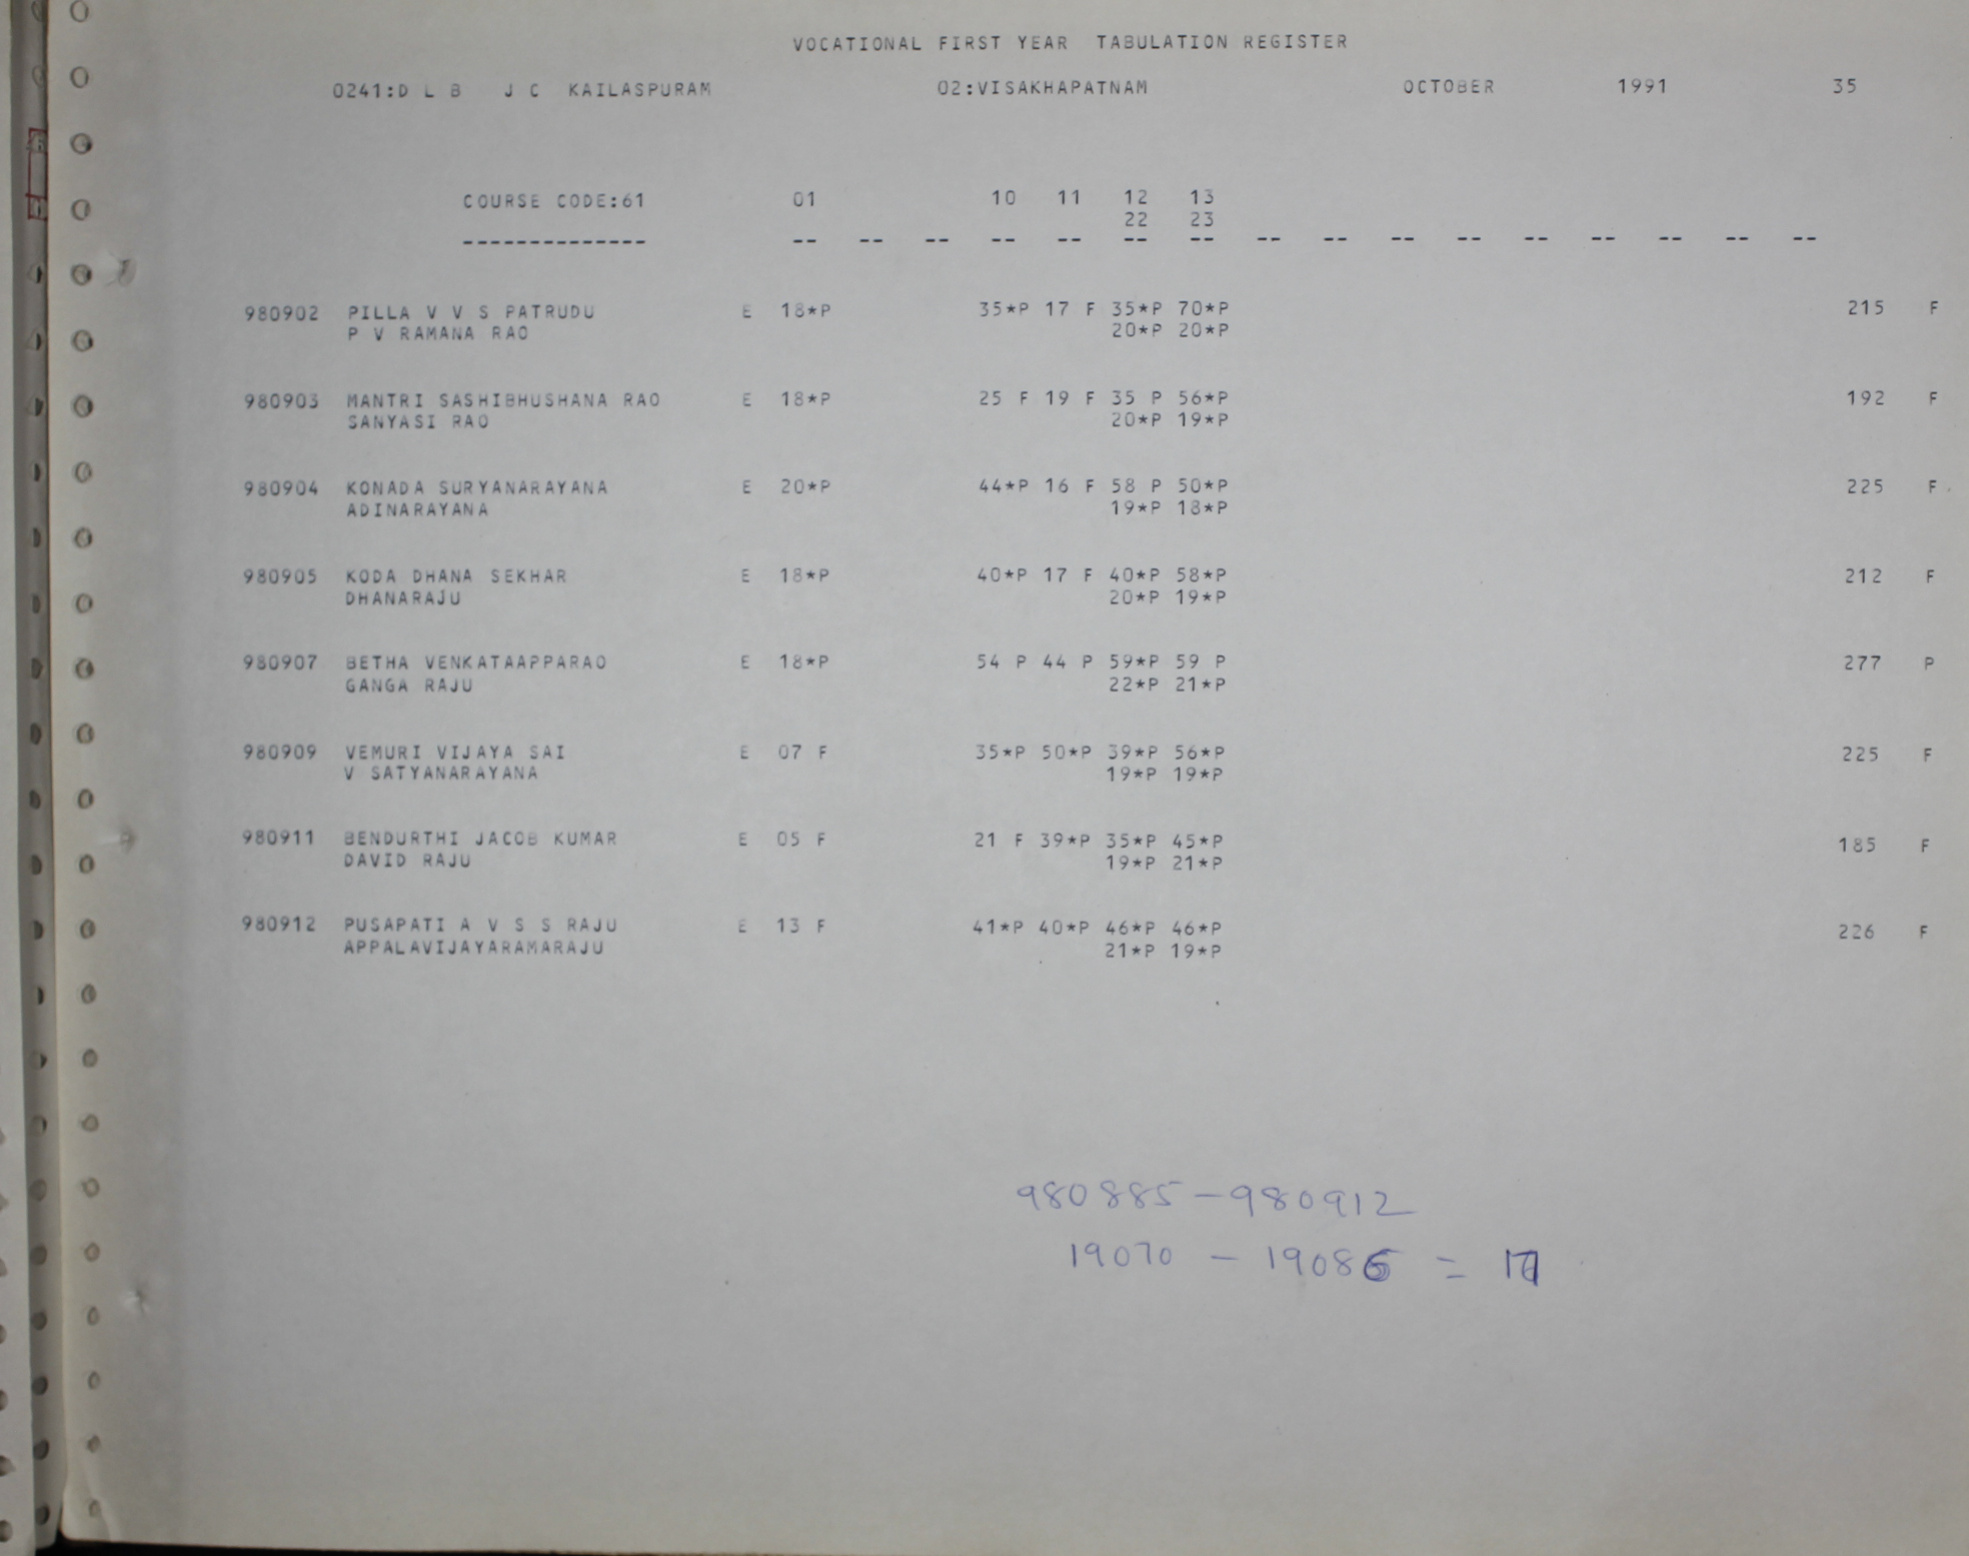 VOCATIONAL FIRST YEAR TABULATION REGISTER
0241:D L B J C KAILASPURAM 02:VISAKHAPATNAM OCTOBER 1991 35
COURSE CODE:61 01 10 11 12 13
22 23
-------------- -- -- -- -- -- -- -- -- -- -- -- -- -- -- -- --
980902 PILLA V V S PATRUDU E 18*P 35*P 17 F 35*P 70*P 215 F
P V RAMANA RAO 20*P 20*P
980903 MANTRI SASHIBHUSHANA RAO E 18*P 25 F 19 F 35 P 56*P 192 F
SANYASI RAO 20*P 19*P
980904 KONADA SURYANARAYANA E 20*P 44*P 16 F 58 P 50*P 225 F
ADINARAYANA 19*P 18*P
980905 KODA DHANA SEKHAR E 18*P 40*P 17 F 40*P 58*P 212 F
DHANARAJU 20*P 19*P
980907 BETHA VENKATAAPPARAO E 18*P 54 P 44 P 59*P 59 P 277 P
GANGA RAJU 22*P 21*P
980909 VEMURI VIJAYA SAI E 07 F 35*P 50*P 39*P 56*P 225 F
V SATYANARAYANA 19*P 19*P
980911 BENDURTHI JACOB KUMAR E 05 F 21 F 39*P 35*P 45*P 185 F
DAVID RAJU 19*P 21*P
980912 PUSAPATI A V S S RAJU E 13 F 41*P 40*P 46*P 46*P 226 F
APPALAVIJAYARAMARAJU 21*P 19*P
980885-980912
19070 - 19086 = 17